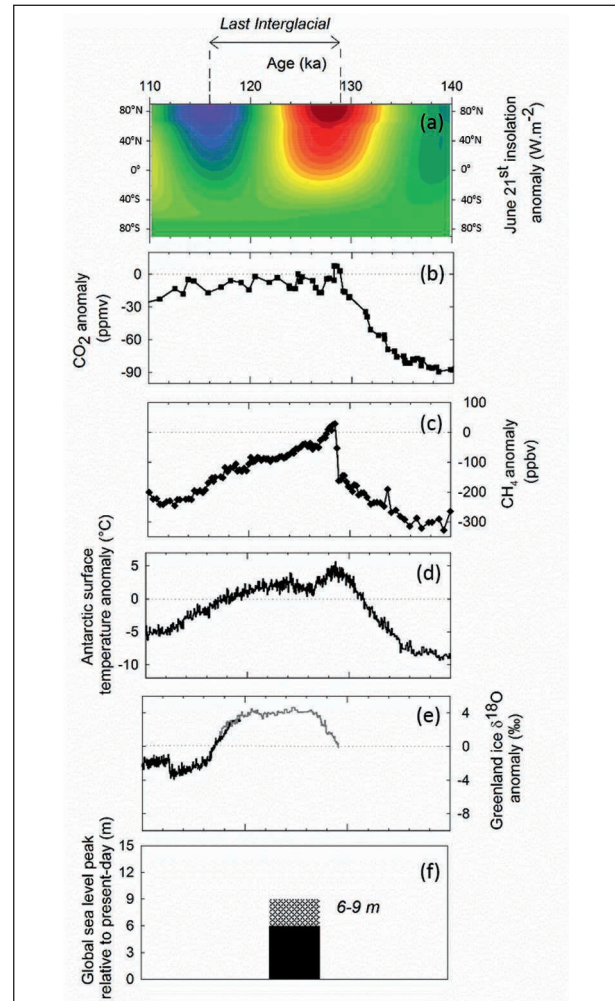 Last Interglacial
Age (ka)
110 120 130 140
80°N
40°N
0°
40°S
80°S
(a)
80°N
40°N
0°
40°S
80°S
June 21st insolation
anomaly (W.m-2)
(b)
0
-30
-60
-90
CO2 anomaly
(ppmv)
(c)
100
0
-100
-200
-300
CH4 anomaly
(ppbv)
(d)
5
0
-5
-10
Antarctic surface
temperature anomaly (°C)
(e)
4
0
-4
-8
Greenland ice δ18O
anomaly (‰)
(f)
15
12
9
6
3
0
6-9 m
Global sea level peak
relative to present-day (m)